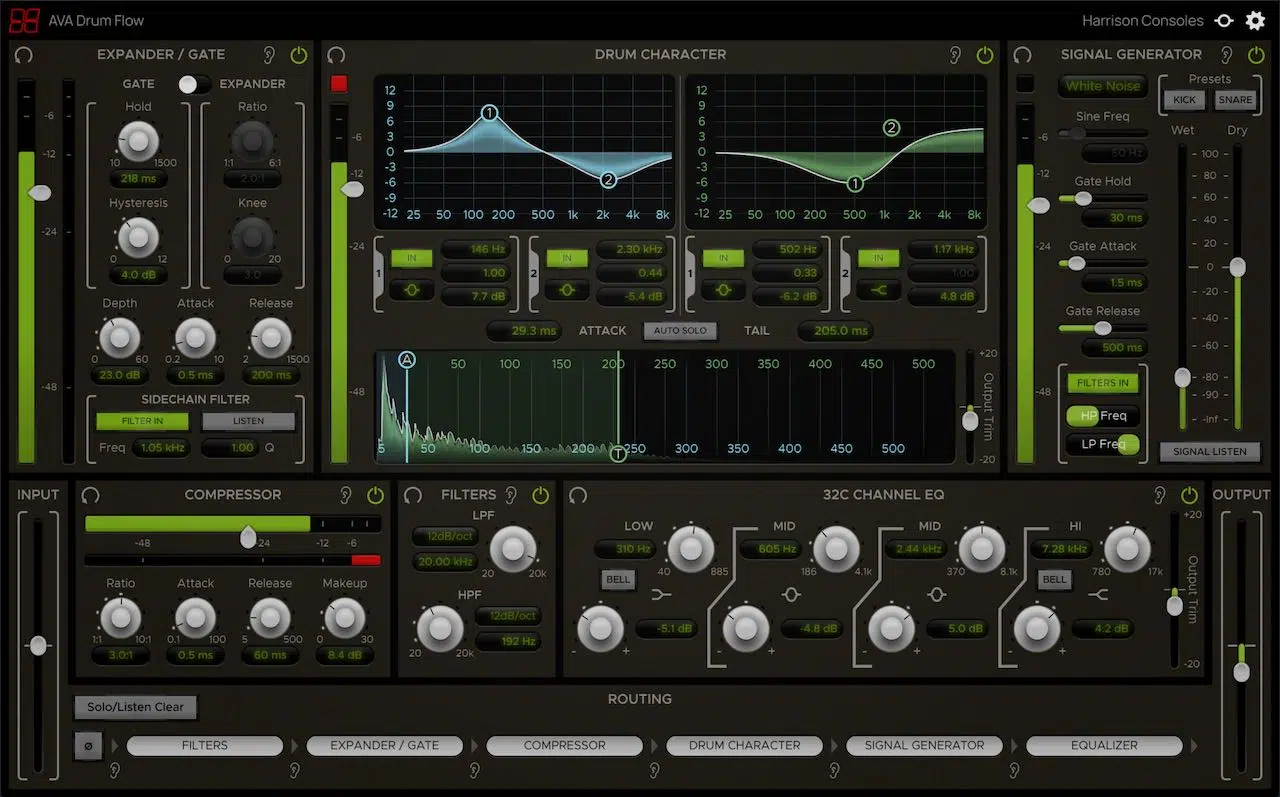 AVA Drum Flow
Harrison Consoles
EXPANDER / GATE
GATE EXPANDER
Hold Ratio
10 1500 1:1 6:1
218 ms 2.0:1
Hysteresis Knee
0 12 0 20
4.0 dB 3.0
Depth Attack Release
0 60 0.2 10 2 1500
23.0 dB 0.5 ms 200 ms
SIDECHAIN FILTER
FILTER IN LISTEN
Freq 1.05 kHz 1.00 Q
-6
-12
-24
-48
DRUM CHARACTER
-6
-12
-24
-48
12
9
6
3
0
-3
-6
-9
-12 25 50 100 200 500 1k 2k 4k 8k
1
2
12
9
6
3
0
-3
-6
-9
-12 25 50 100 200 500 1k 2k 4k 8k
2
1
1 IN 146 Hz
1.00
7.7 dB
2 IN 2.30 kHz
0.44
-5.4 dB
1 IN 502 Hz
0.33
-6.2 dB
2 IN 1.17 kHz
1.00
4.8 dB
29.3 ms ATTACK AUTO SOLO TAIL 205.0 ms
A 50 100 150 200 250 300 350 400 450 500
5 50 100 150 200 T 250 300 350 400 450 500
+20
Output Trim
-20
SIGNAL GENERATOR
-6
-12
-24
-48
White Noise
Presets
KICK SNARE
Sine Freq
50 Hz
Gate Hold
30 ms
Gate Attack
1.5 ms
Gate Release
500 ms
FILTERS IN
HP Freq
LP Freq
Wet Dry
100
80
60
40
20
0
-20
-40
-60
-80
-90
-inf
SIGNAL LISTEN
INPUT
COMPRESSOR
-48 -24 -12 -6
Ratio Attack Release Makeup
1:1 10:1 0.1 100 5 500 0 30
3.0:1 0.5 ms 60 ms 8.4 dB
FILTERS
LPF
12dB/oct
20.00 kHz
20 20k
HPF
12dB/oct
192 Hz
20 20k
32C CHANNEL EQ
LOW MID MID HI
310 Hz 605 Hz 2.44 kHz 7.28 kHz
40 885 186 4.1k 370 8.1k 780 17k
BELL BELL
-5.1 dB -4.8 dB 5.0 dB 4.2 dB
- + - + - + - +
+20
Output Trim
-20
OUTPUT
Solo/Listen Clear
ROUTING
ø FILTERS EXPANDER / GATE COMPRESSOR DRUM CHARACTER SIGNAL GENERATOR EQUALIZER